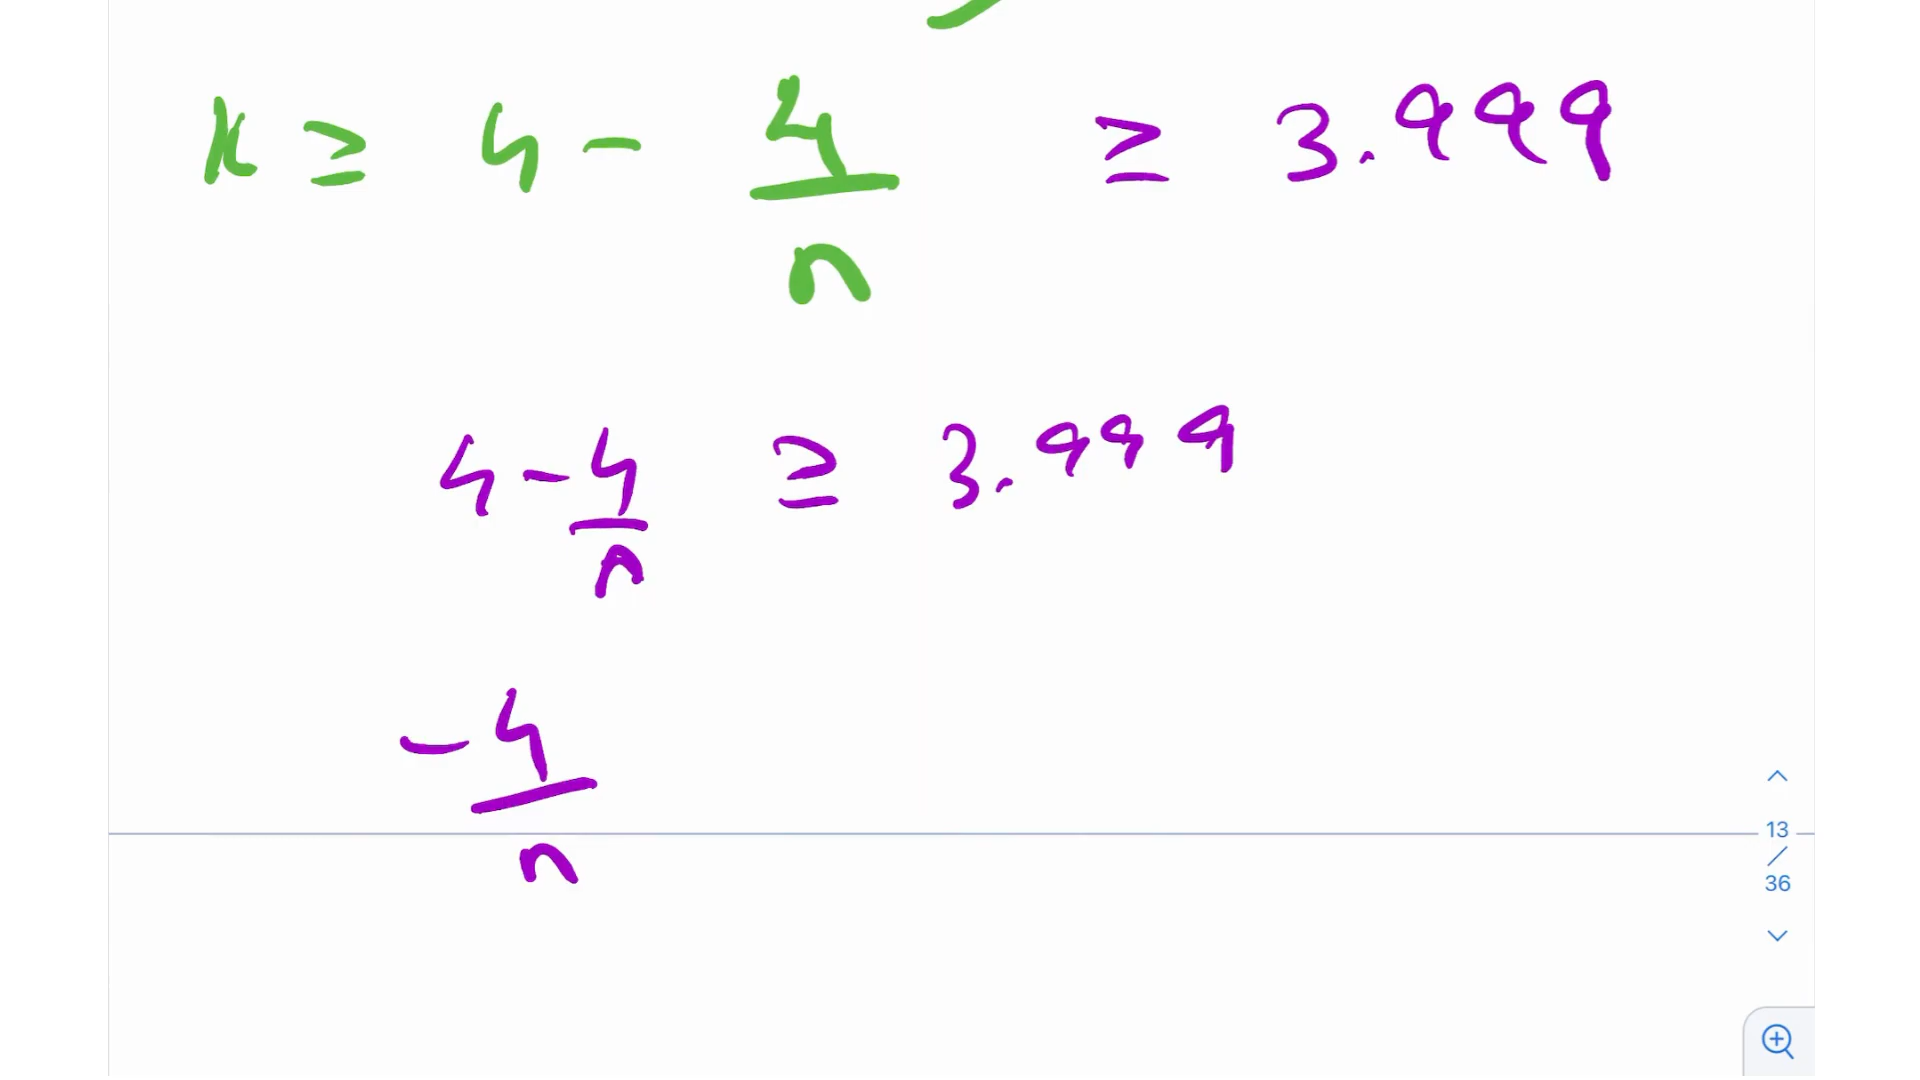 x ≥ 4 - 4/n ≥ 3.999
4 - 4/n ≥ 3.999
- 4/n
13
/
36